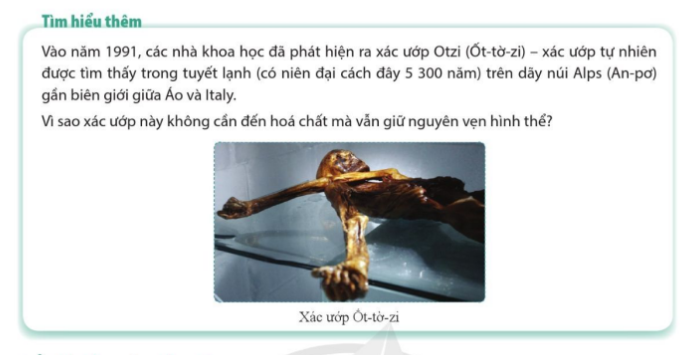 Tìm hiểu thêm
Vào năm 1991, các nhà khoa học đã phát hiện ra xác ướp Otzi (Ốt-tờ-zi) – xác ướp tự nhiên
được tìm thấy trong tuyết lạnh (có niên đại cách đây 5 300 năm) trên dãy núi Alps (An-pơ)
gần biên giới giữa Áo và Italy.
Vì sao xác ướp này không cần đến hoá chất mà vẫn giữ nguyên vẹn hình thể?
Xác ướp Ốt-tờ-zi